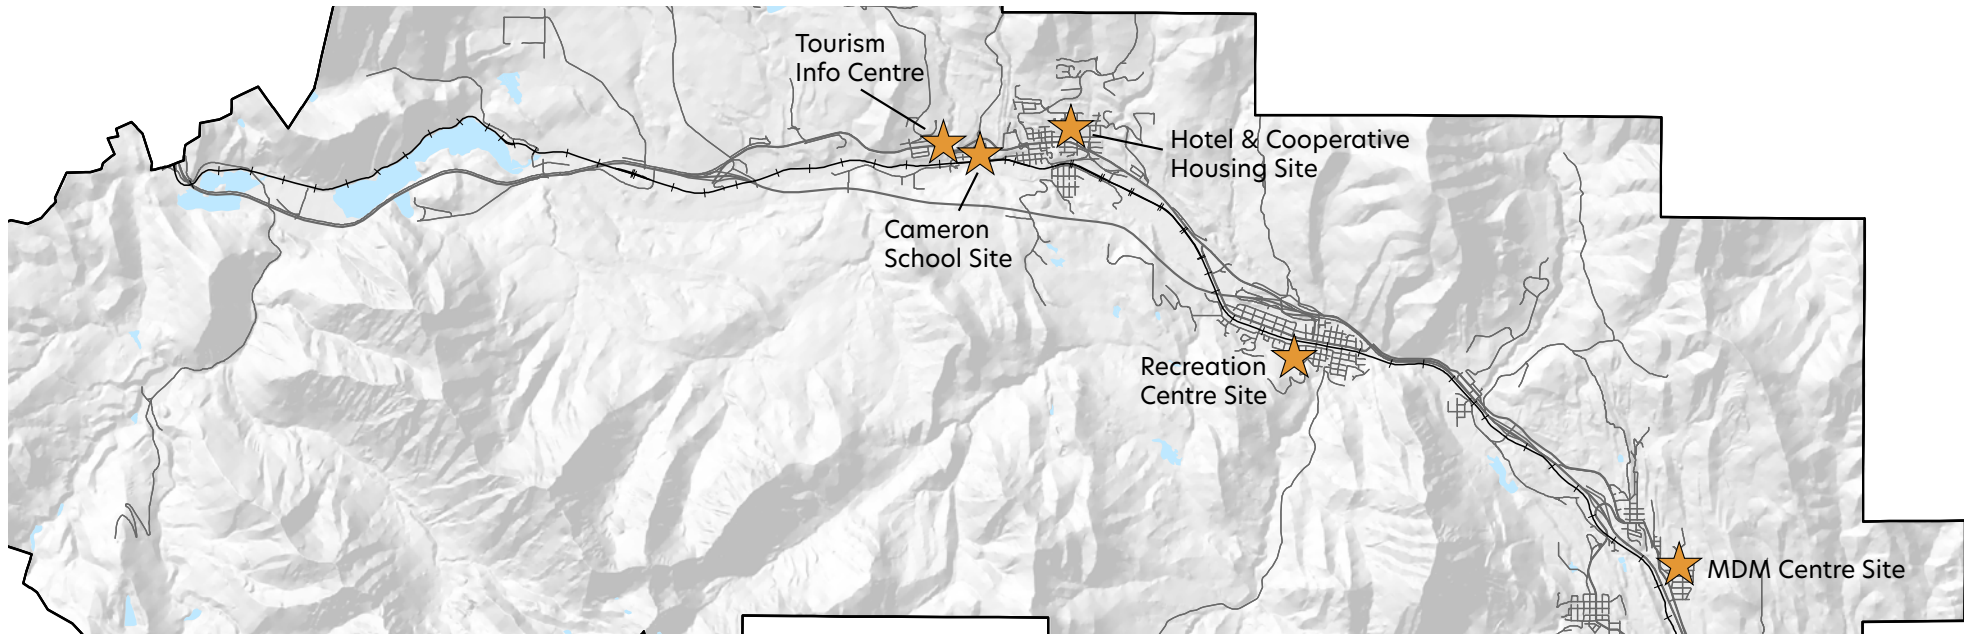 Tourism
Info Centre
Hotel & Cooperative
Housing Site
Cameron
School Site
Recreation
Centre Site
MDM Centre Site